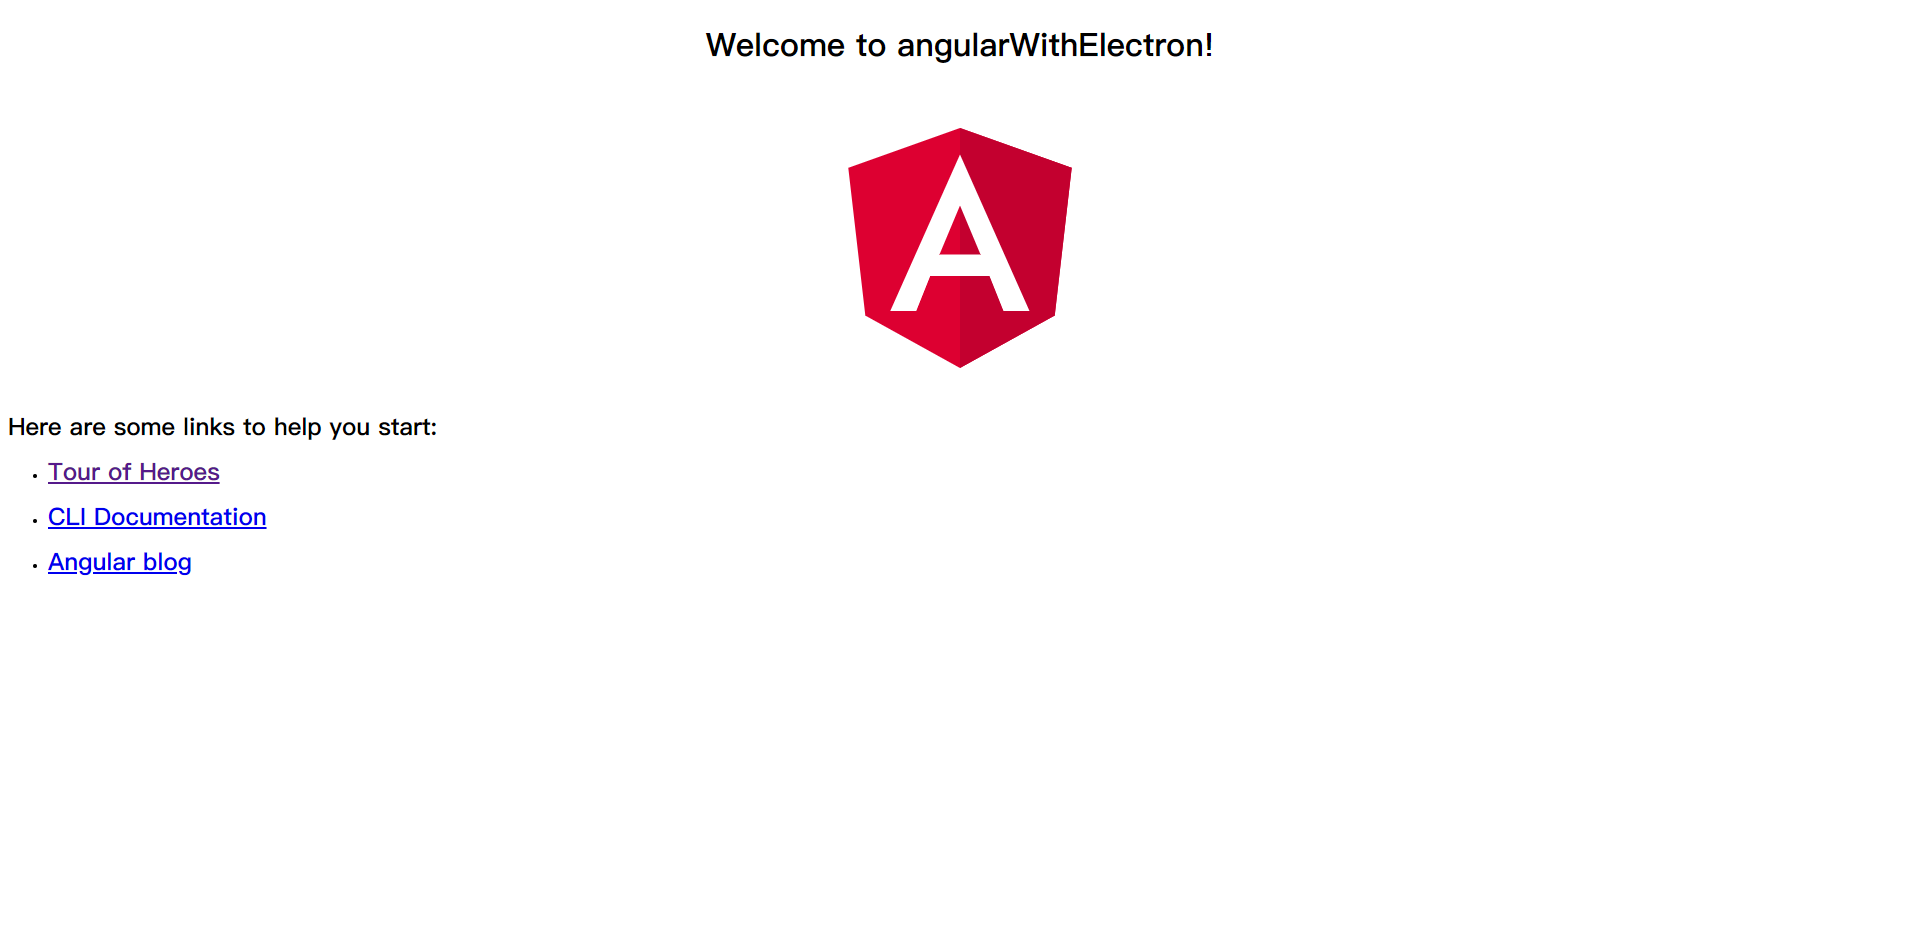 Welcome to angularWithElectron!
A
Here are some links to help you start:
Tour of Heroes
CLI Documentation
Angular blog